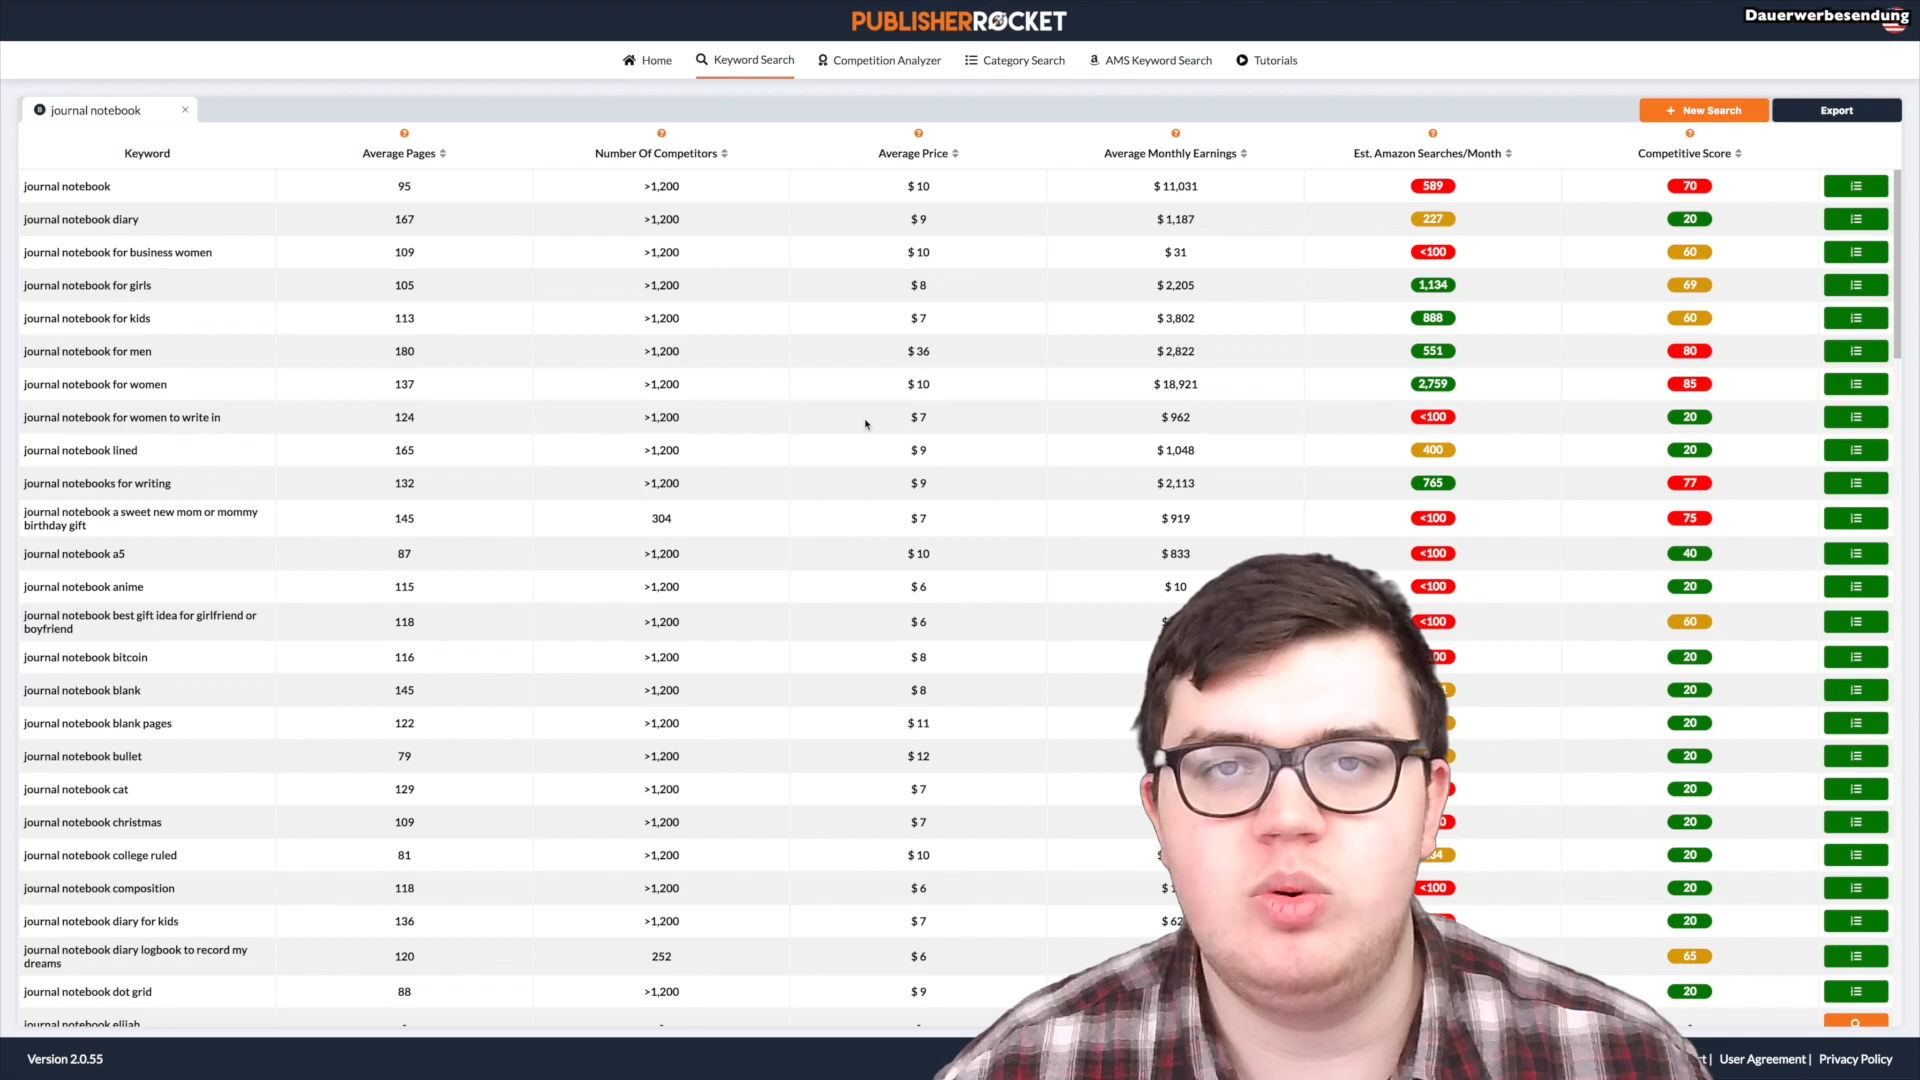 PUBLISHERROCKET
Dauerwerbesendung
Home Keyword Search Competition Analyzer Category Search AMS Keyword Search Tutorials
journal notebook
New Search Export
Keyword Average Pages Number Of Competitors Average Price Average Monthly Earnings Est. Amazon Searches/Month Competitive Score
journal notebook 95 >1,200 $ 10 $ 11,031 589 70
journal notebook diary 167 >1,200 $ 9 $ 1,187 227 20
journal notebook for business women 109 >1,200 $ 10 $ 31 <100 60
journal notebook for girls 105 >1,200 $ 8 $ 2,205 1,134 69
journal notebook for kids 113 >1,200 $ 7 $ 3,802 888 60
journal notebook for men 180 >1,200 $ 36 $ 2,822 551 80
journal notebook for women 137 >1,200 $ 10 $ 18,921 2,759 85
journal notebook for women to write in 124 >1,200 $ 7 $ 962 <100 20
journal notebook lined 165 >1,200 $ 9 $ 1,048 400 20
journal notebooks for writing 132 >1,200 $ 9 $ 2,113 765 77
journal notebook a sweet new mom or mommy
birthday gift 145 304 $ 7 $ 919 <100 75
journal notebook a5 87 >1,200 $ 10 $ 833 <100 40
journal notebook anime 115 >1,200 $ 6 $ 10 <100 20
journal notebook best gift idea for girlfriend or
boyfriend 118 >1,200 $ 6 <100 60
journal notebook bitcoin 116 >1,200 $ 8 20
journal notebook blank 145 >1,200 $ 8 20
journal notebook blank pages 122 >1,200 $ 11 20
journal notebook bullet 79 >1,200 $ 12 20
journal notebook cat 129 >1,200 $ 7 20
journal notebook christmas 109 >1,200 $ 7 20
journal notebook college ruled 81 >1,200 $ 10 20
journal notebook composition 118 >1,200 $ 6 <100 20
journal notebook diary for kids 136 >1,200 $ 7 20
journal notebook diary logbook to record my
dreams 120 252 $ 6 65
journal notebook dot grid 88 >1,200 $ 9 20
journal notebook elijah - - - -
Version 2.0.55 | User Agreement | Privacy Policy